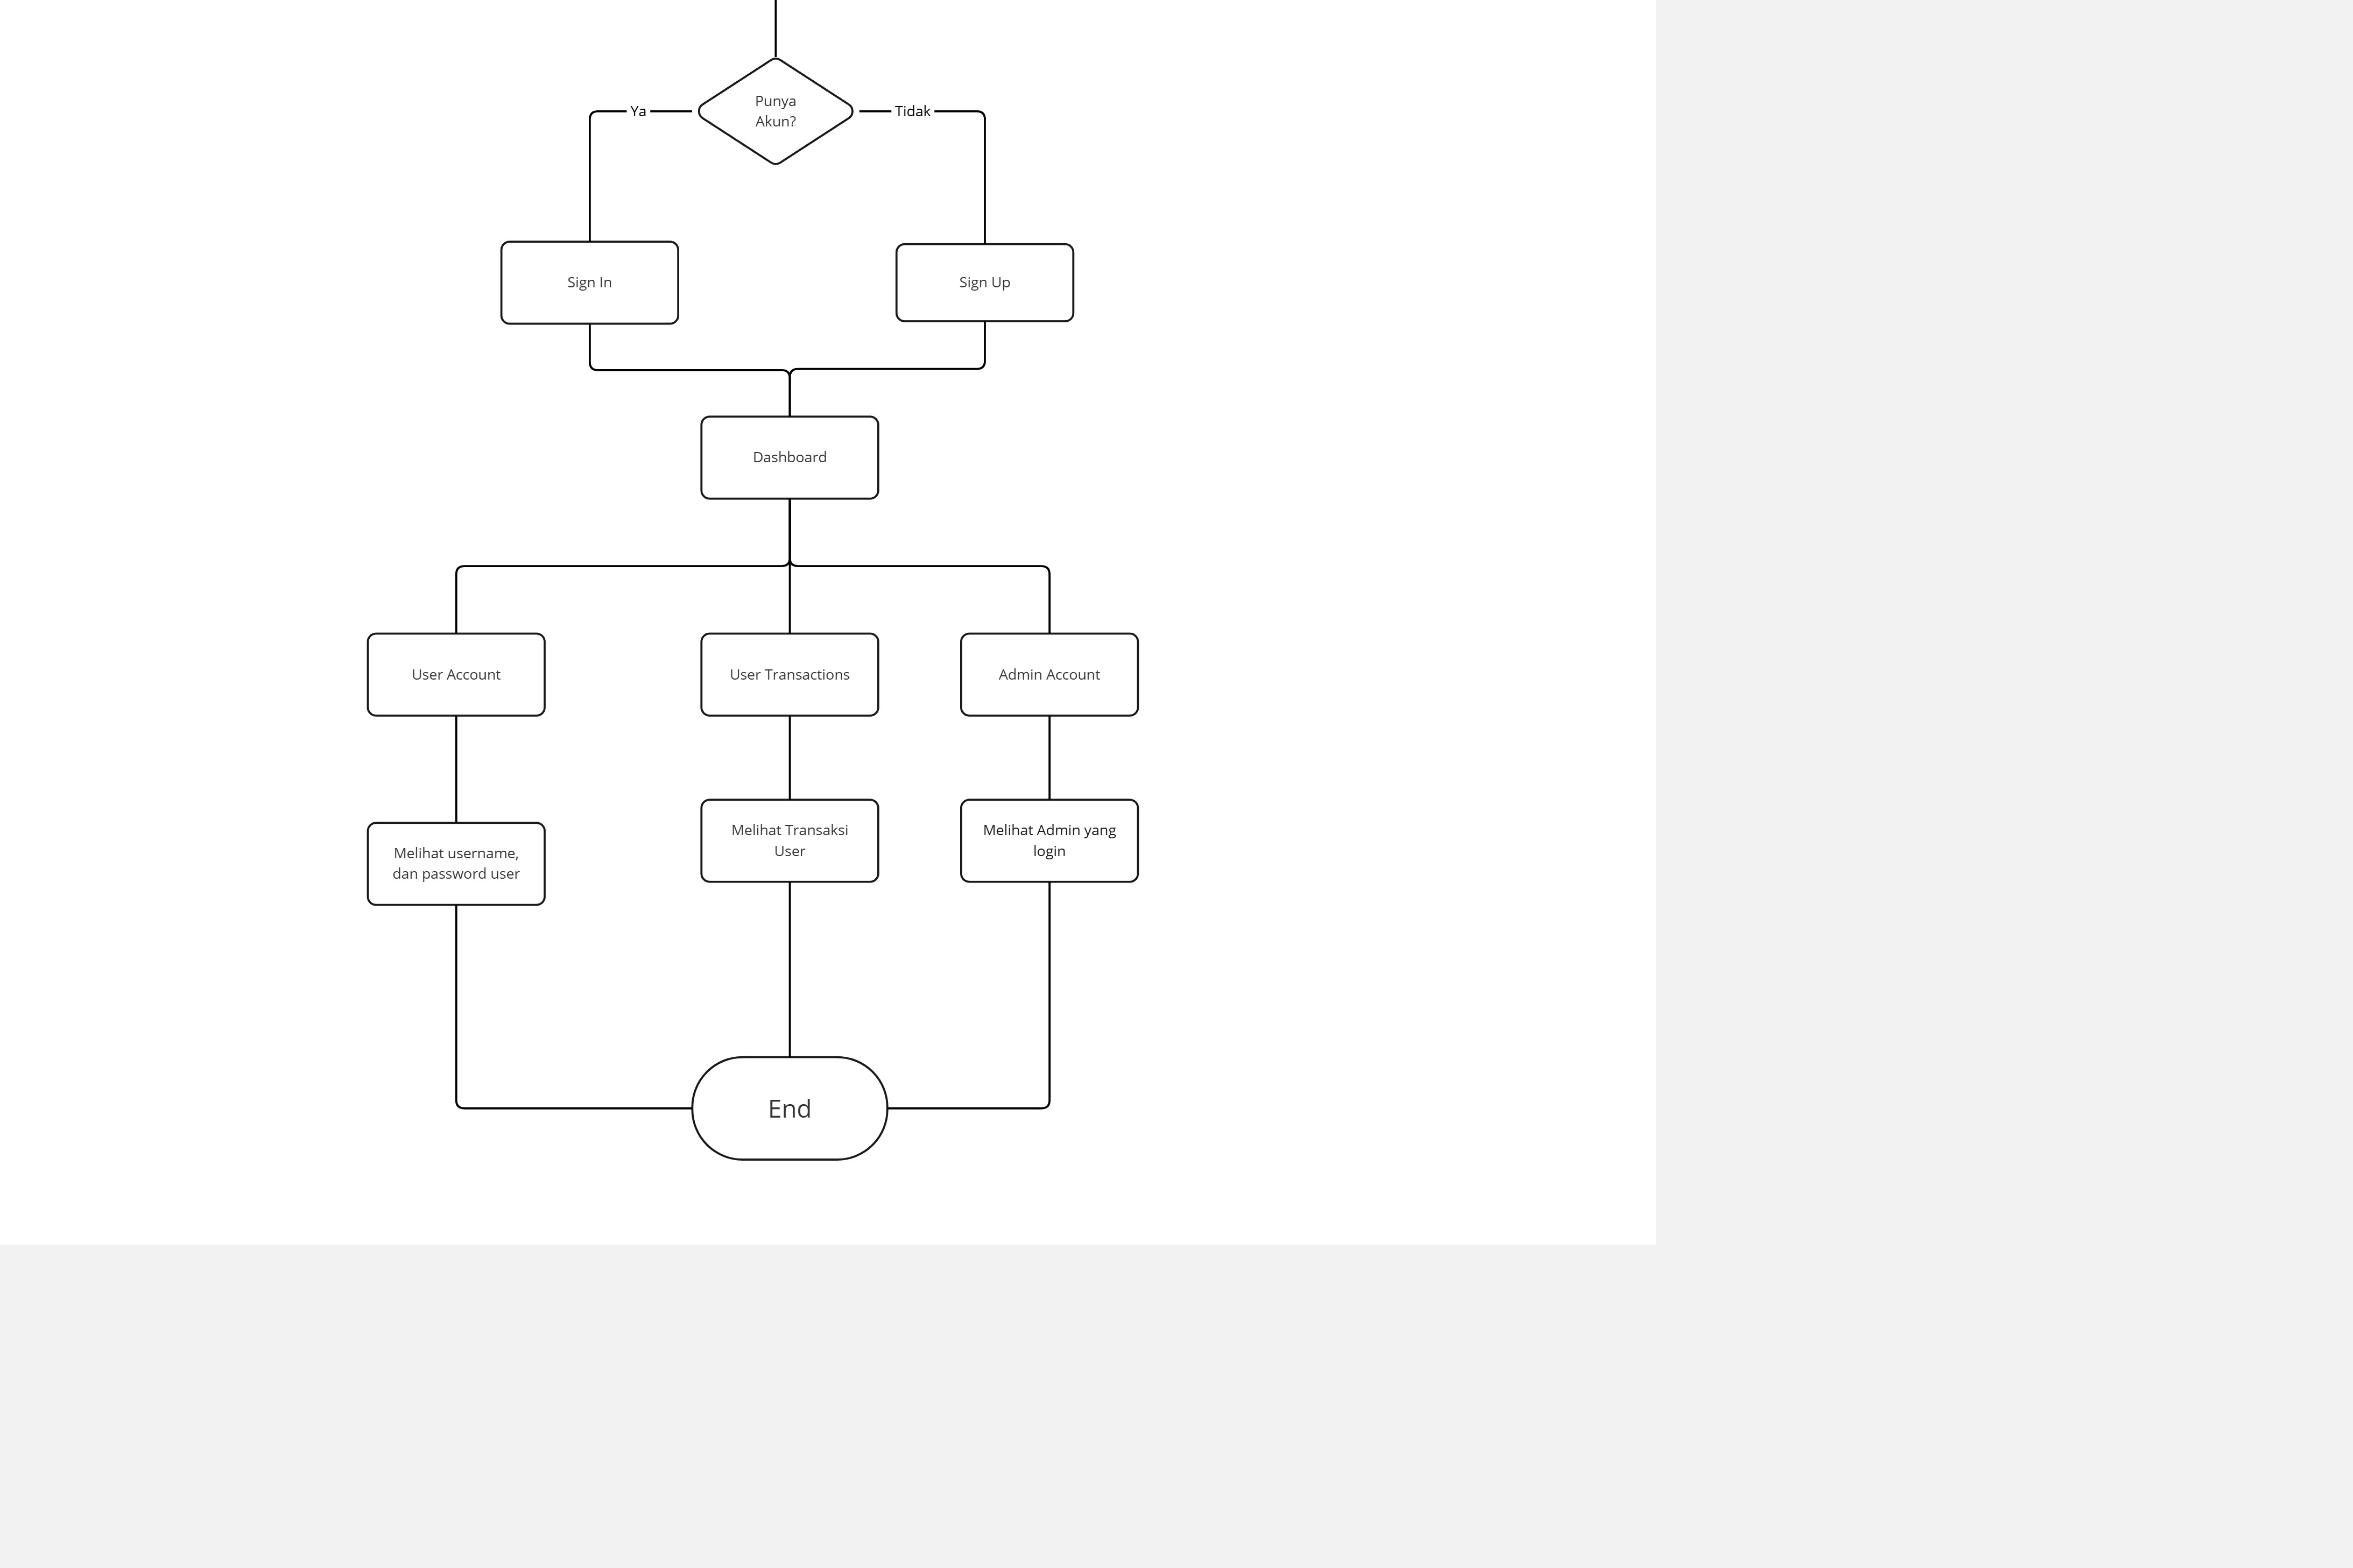 Punya
Akun?
Ya
Tidak
Sign In
Sign Up
Dashboard
User Account
User Transactions
Admin Account
Melihat username,
dan password user
Melihat Transaksi
User
Melihat Admin yang
login
End